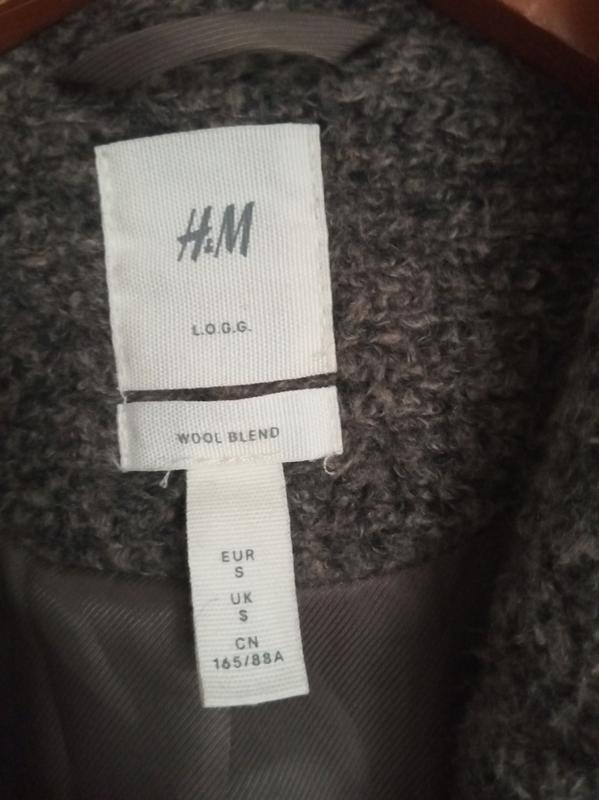 H&M
L.O.G.G.
WOOL BLEND
EUR
S
UK
S
CN
165/88A